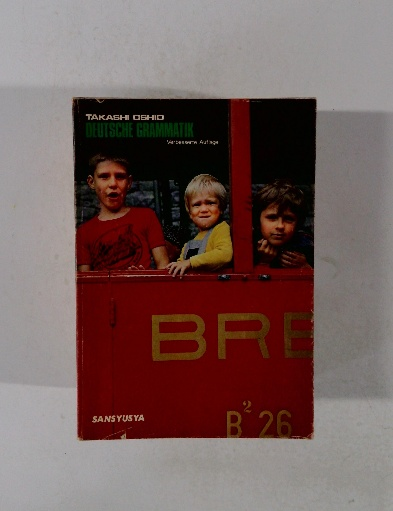 TAKASHI OSHIO
DEUTSCHE GRAMMATIK
Verbesserte Auflage
BRE
SANSYUSYA
B² 26